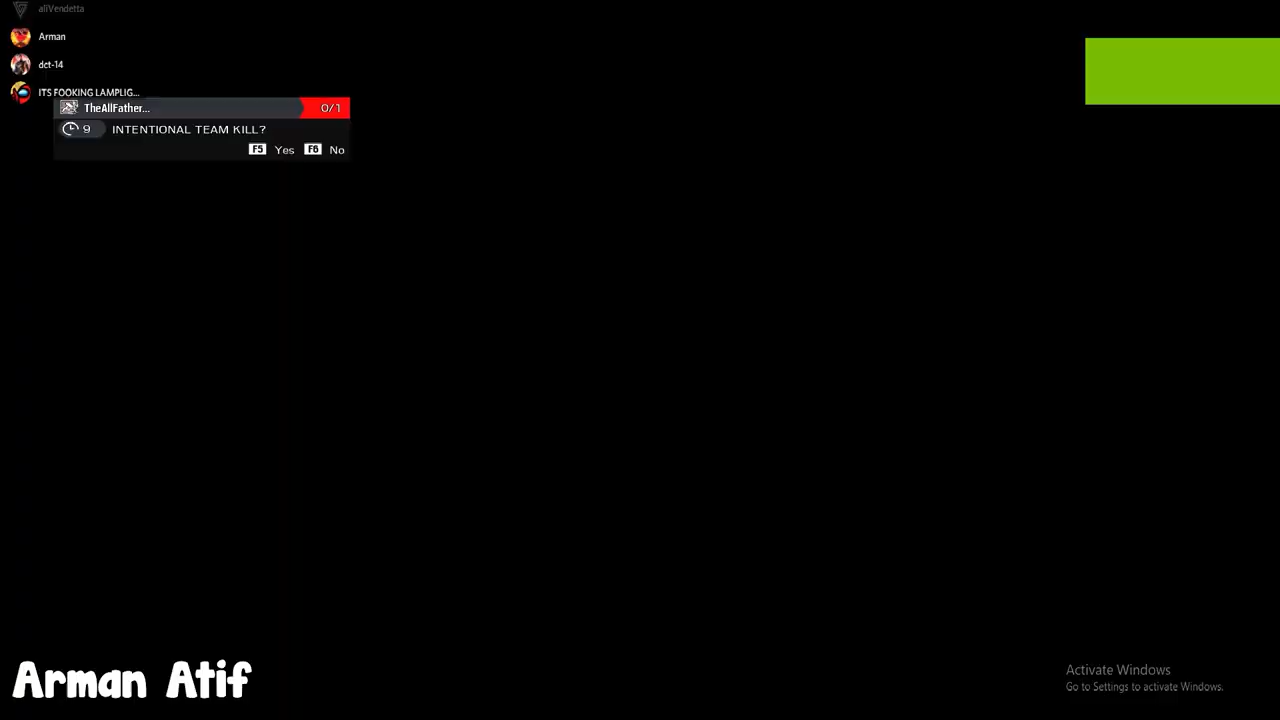 aliVendetta
Arman
dct-14
ITS FOOKING LAMPLIG...
TheAllFather... 0/1
9 INTENTIONAL TEAM KILL?
F5 Yes F6 No
Arman Atif
Activate Windows
Go to Settings to activate Windows.